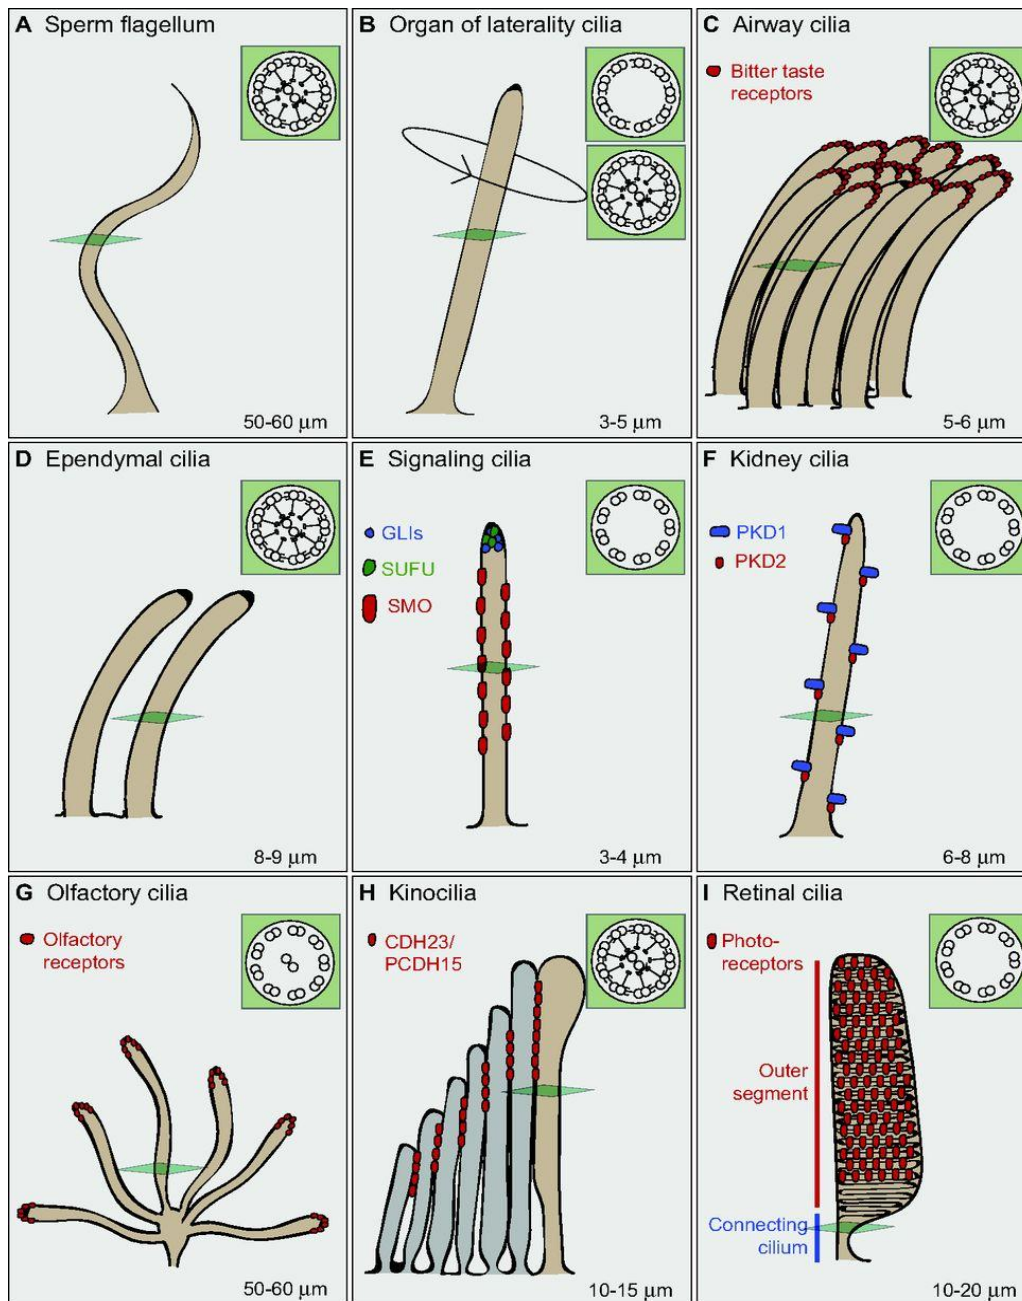 A Sperm flagellum
50-60 µm
B Organ of laterality cilia
3-5 µm
C Airway cilia
Bitter taste
receptors
5-6 µm
D Ependymal cilia
8-9 µm
E Signaling cilia
GLIs
SUFU
SMO
3-4 µm
F Kidney cilia
PKD1
PKD2
6-8 µm
G Olfactory cilia
Olfactory
receptors
50-60 µm
H Kinocilia
CDH23/
PCDH15
10-15 µm
I Retinal cilia
Photo-
receptors
Outer
segment
Connecting
cilium
10-20 µm